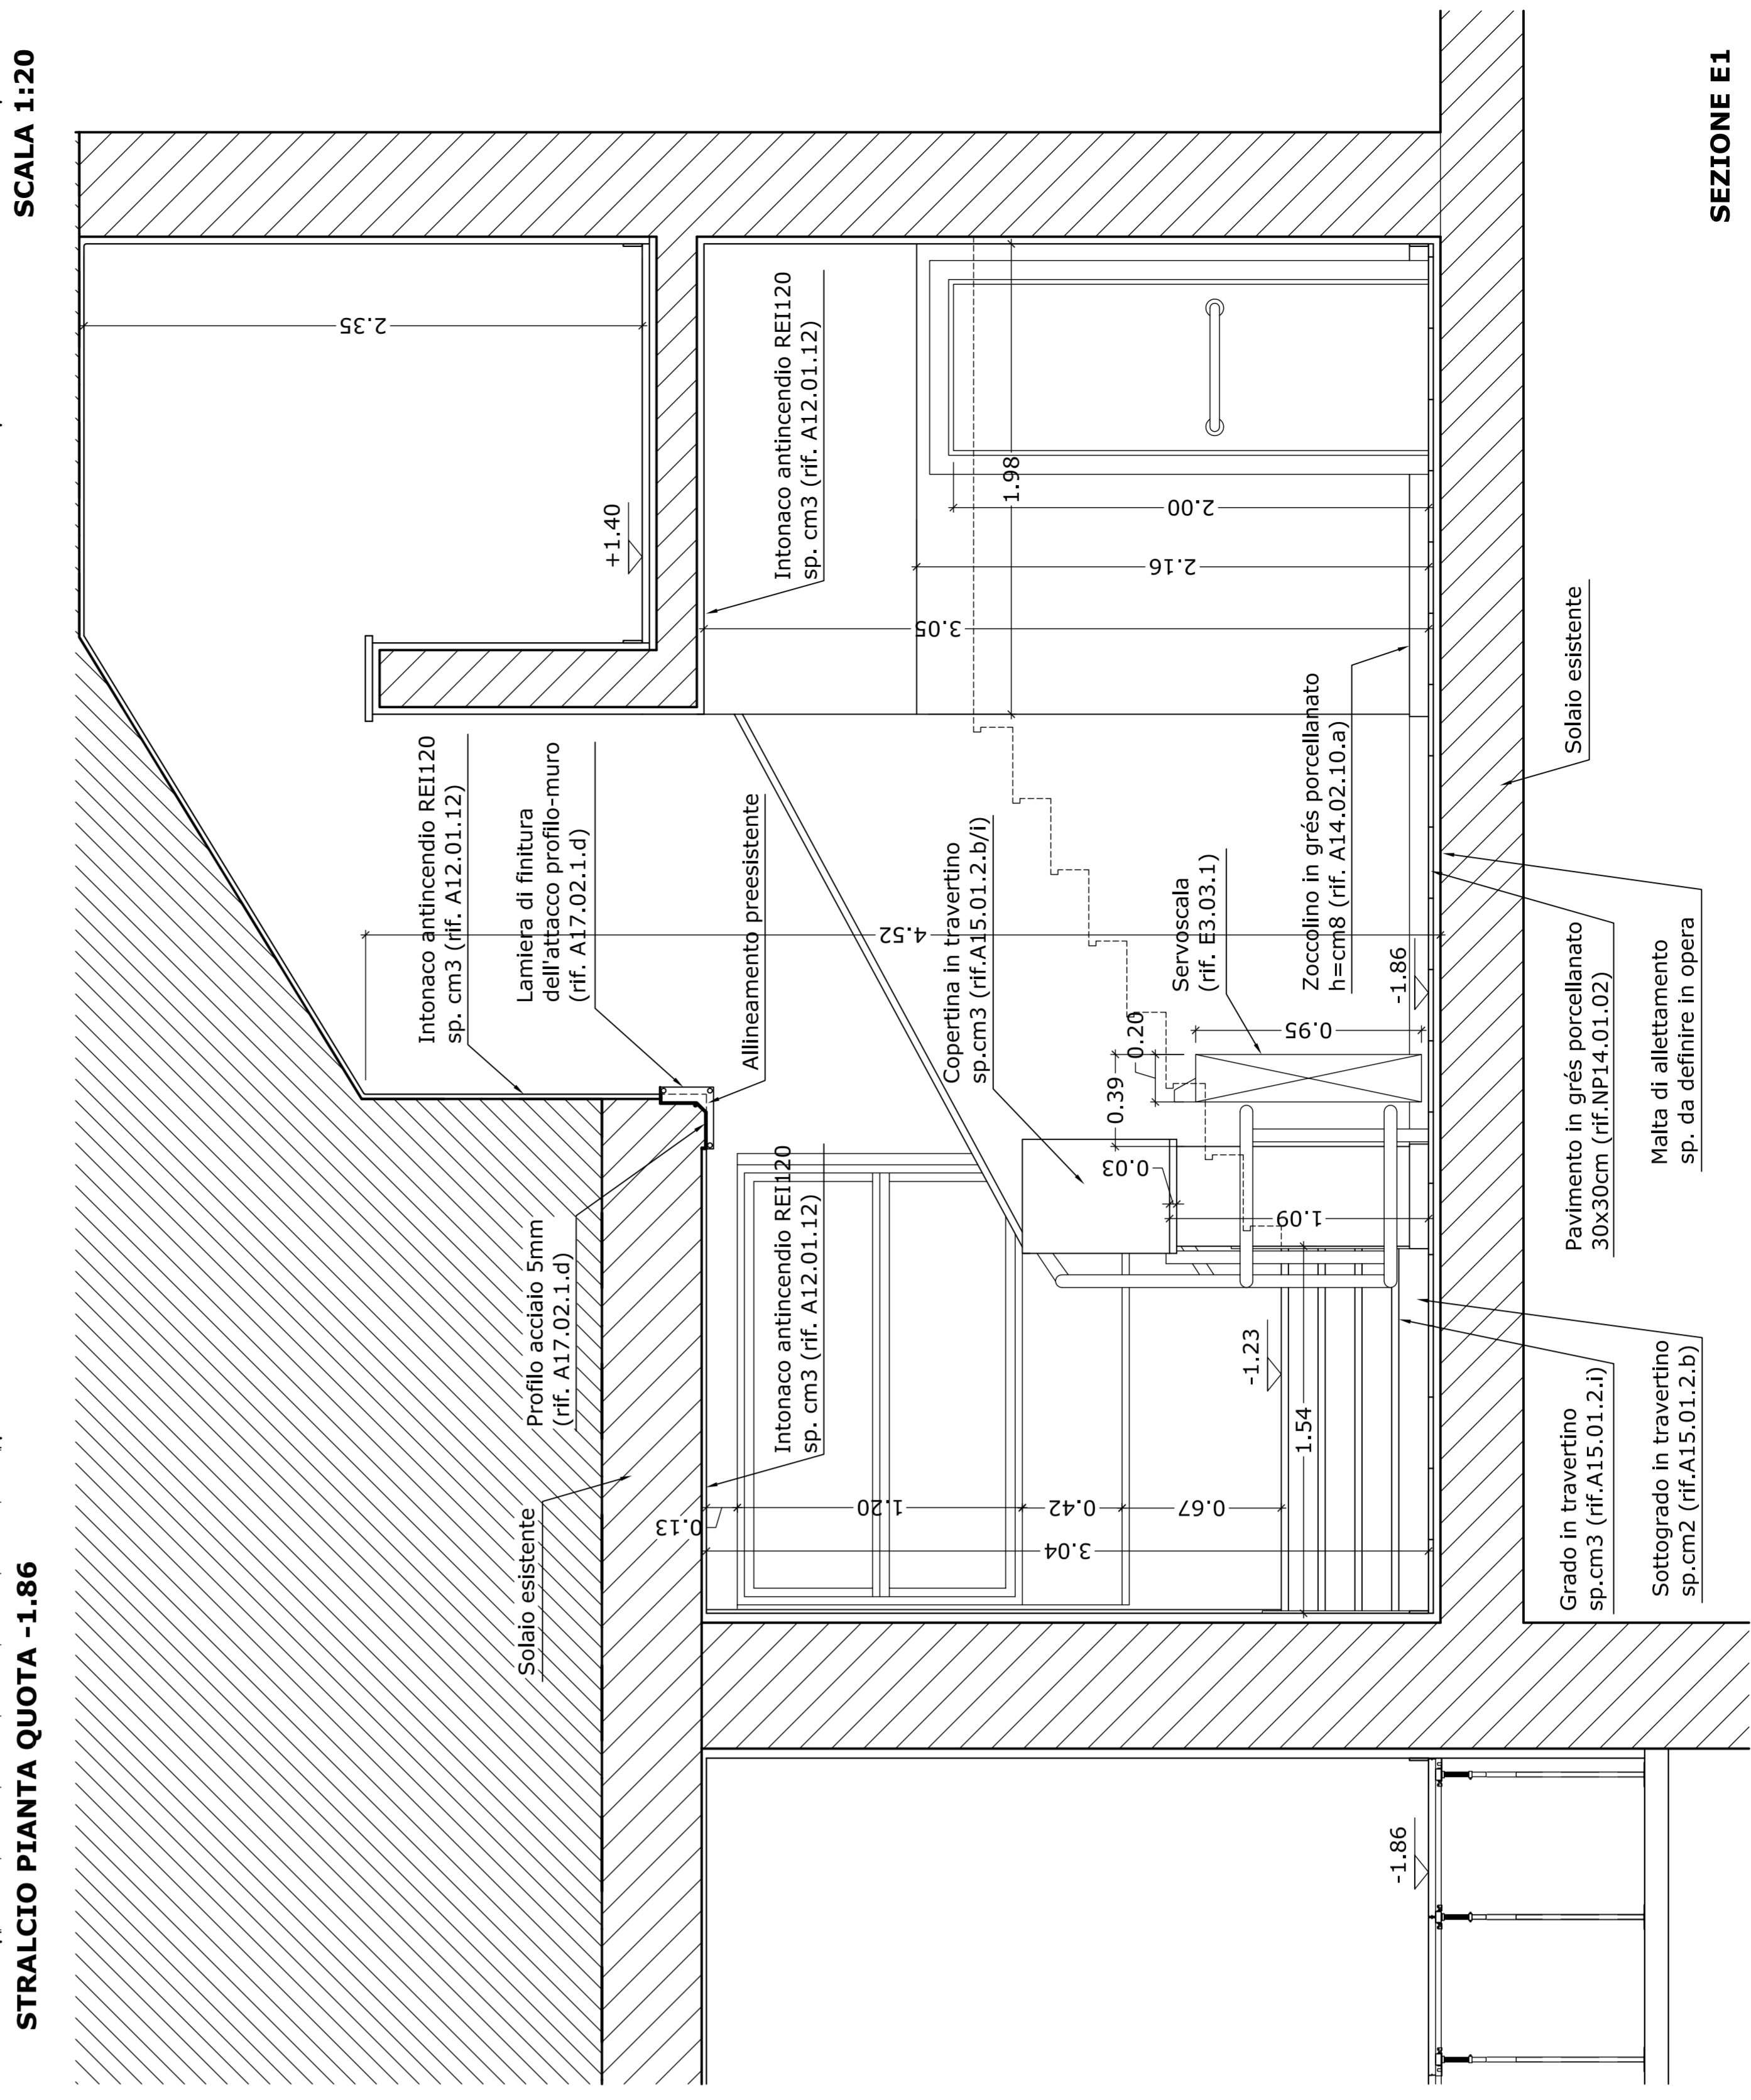 STRALCIO PIANTA QUOTA -1.86
SCALA 1:20
2.35
+1.40
Intonaco antincendio REI120
sp. cm3 (rif. A12.01.12)
Lamiera di finitura
dell'attacco profilo-muro
(rif. A17.02.1.d)
Allineamento preesistente
Solaio esistente
Profilo acciaio 5mm
(rif. A17.02.1.d)
Intonaco antincendio REI120
sp. cm3 (rif. A12.01.12)
Intonaco antincendio REI120
sp. cm3 (rif. A12.01.12)
Copertina in travertino
sp.cm3 (rif.A15.01.2.b/i)
4.52
3.05
1.98
2.16
2.00
Servoscala
(rif. E3.03.1)
Zoccolino in grés porcellanato
h=cm8 (rif. A14.02.10.a)
0.13
1.20
0.42
0.67
3.04
0.39
0.20
0.03
0.95
1.09
1.54
-1.23
-1.86
-1.86
Solaio esistente
Grado in travertino
sp.cm3 (rif.A15.01.2.i)
Sottogrado in travertino
sp.cm2 (rif.A15.01.2.b)
Pavimento in grés porcellanato
30x30cm (rif.NP14.01.02)
Malta di allettamento
sp. da definire in opera
SEZIONE E1